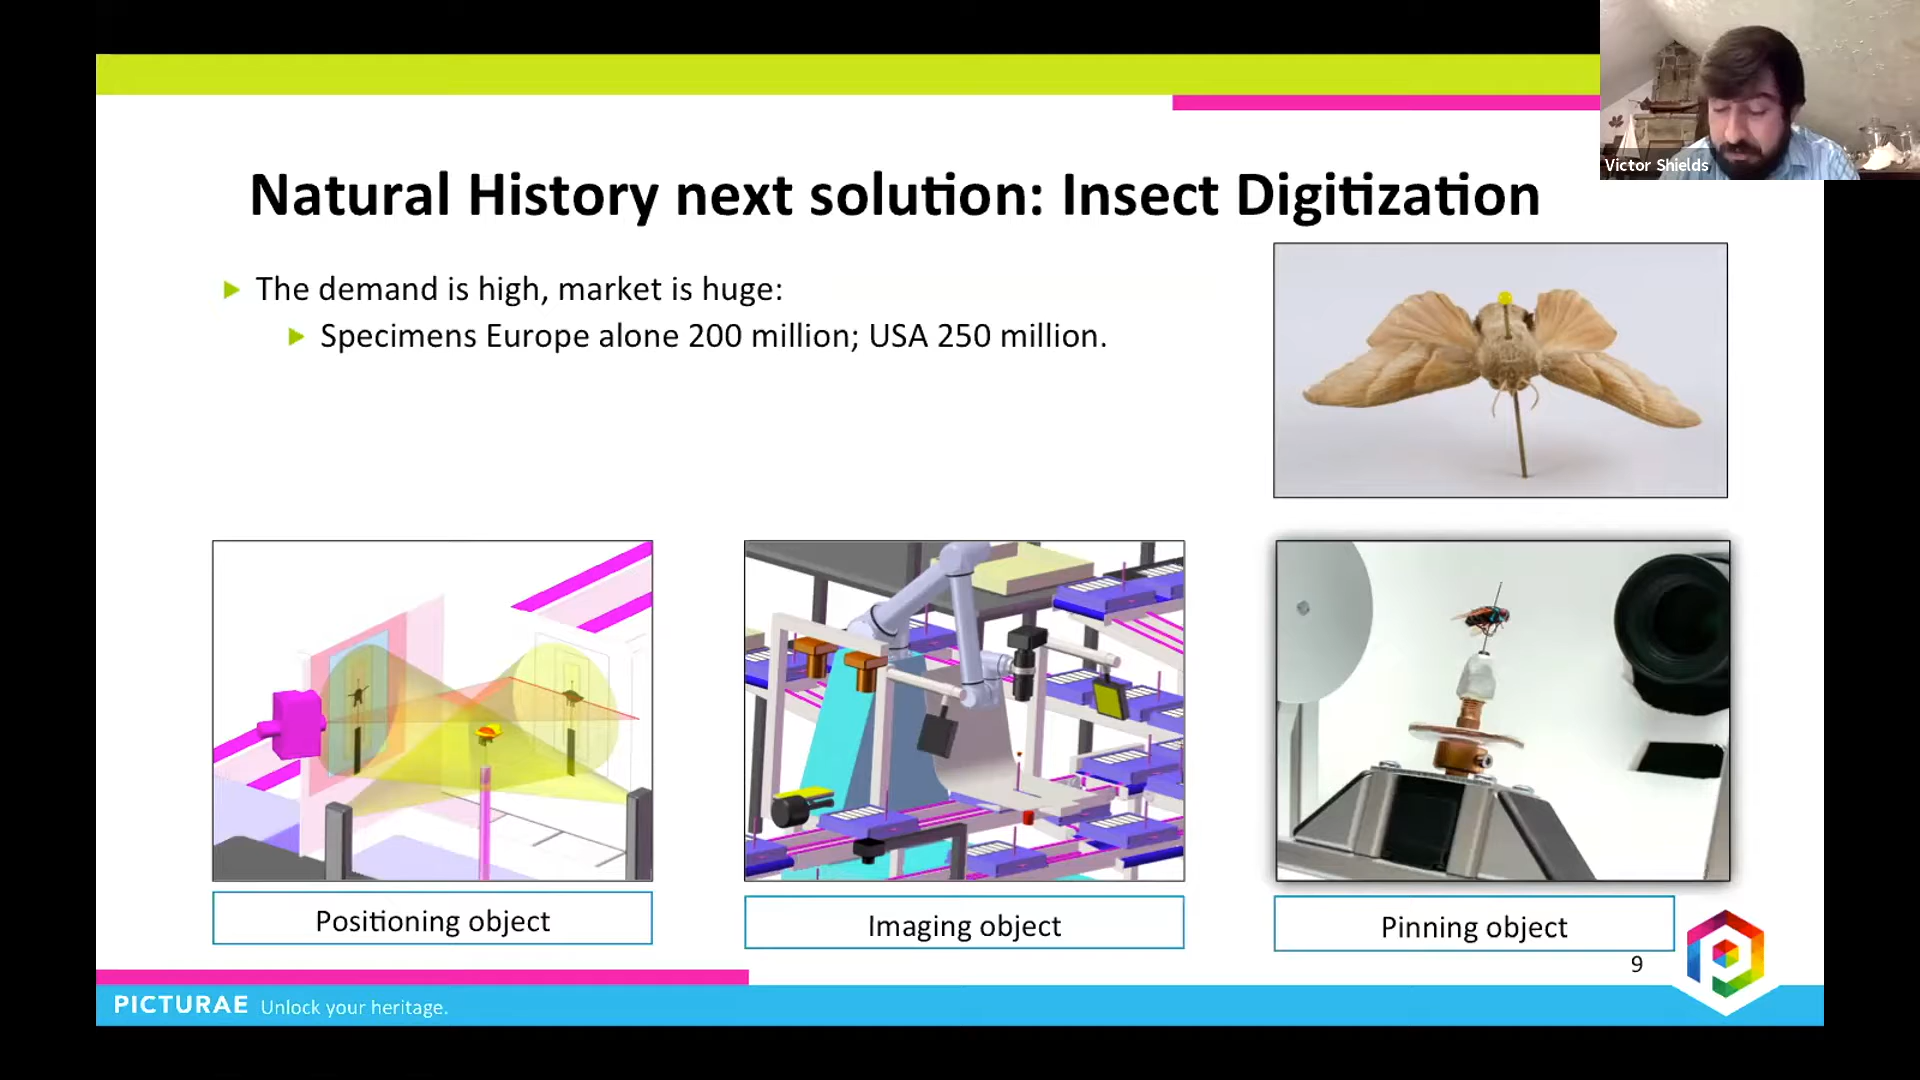 Victor Shields
Natural History next solution: Insect Digitization
The demand is high, market is huge:
Specimens Europe alone 200 million; USA 250 million.
Positioning object
Imaging object
Pinning object
9
PICTURAE Unlock your heritage.